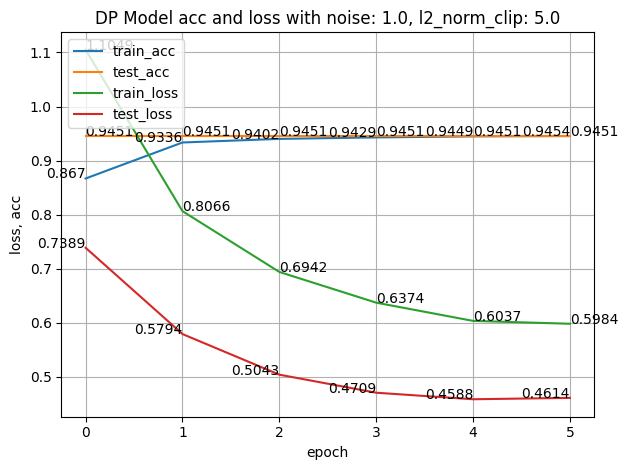 DP Model acc and loss with noise: 1.0, l2_norm_clip: 5.0
1.1
1.0
0.9
0.8
0.7
0.6
0.5
loss, acc
train_acc
test_acc
train_loss
test_loss
1.1049
0.9451 0.9451 0.9451 0.9451 0.9451 0.9451
0.867 0.9336 0.9402 0.9429 0.9449 0.9454
0.8066 0.6942 0.6374 0.6037 0.5984
0.7389 0.5794 0.5043 0.4709 0.4588 0.4614
0 1 2 3 4 5
epoch